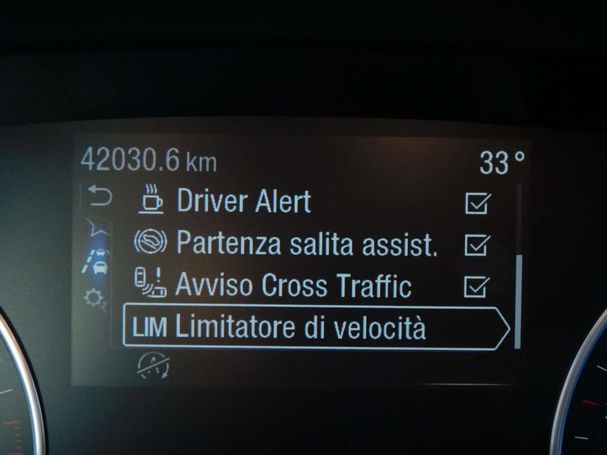 42030.6 km 33°
Driver Alert
Partenza salita assist.
Avviso Cross Traffic
LIM Limitatore di velocità